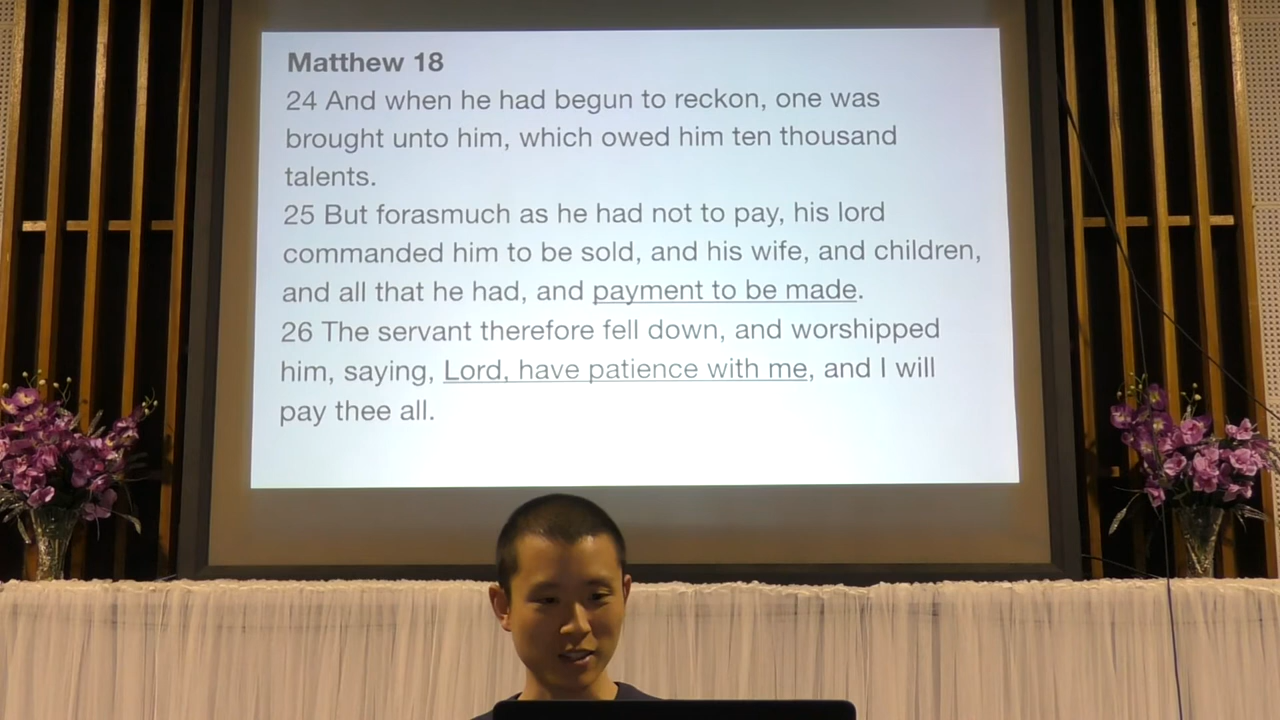 Matthew 18
24 And when he had begun to reckon, one was
brought unto him, which owed him ten thousand
talents.
25 But forasmuch as he had not to pay, his lord
commanded him to be sold, and his wife, and children,
and all that he had, and payment to be made.
26 The servant therefore fell down, and worshipped
him, saying, Lord, have patience with me, and I will
pay thee all.